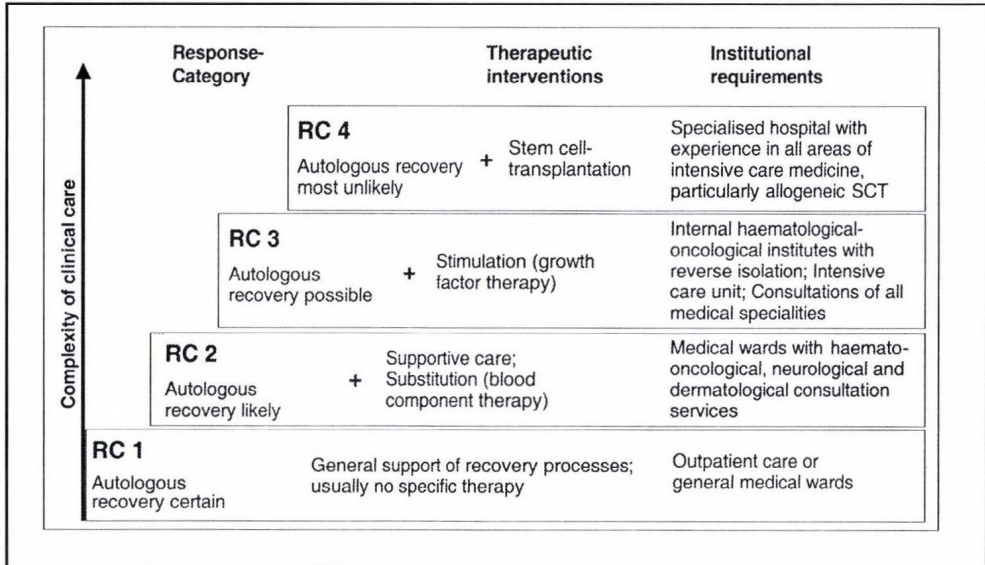 Complexity of clinical care
Response-
Category
Therapeutic
interventions
Institutional
requirements
RC 4
Autologous recovery
most unlikely
+
Stem cell-
transplantation
Specialised hospital with
experience in all areas of
intensive care medicine,
particularly allogeneic SCT
RC 3
Autologous
recovery possible
+
Stimulation (growth
factor therapy)
Internal haematological-
oncological institutes with
reverse isolation; Intensive
care unit; Consultations of all
medical specialities
RC 2
Autologous
recovery likely
+
Supportive care;
Substitution (blood
component therapy)
Medical wards with haemato-
oncological, neurological and
dermatological consultation
services
RC 1
Autologous
recovery certain
General support of recovery processes;
usually no specific therapy
Outpatient care or
general medical wards